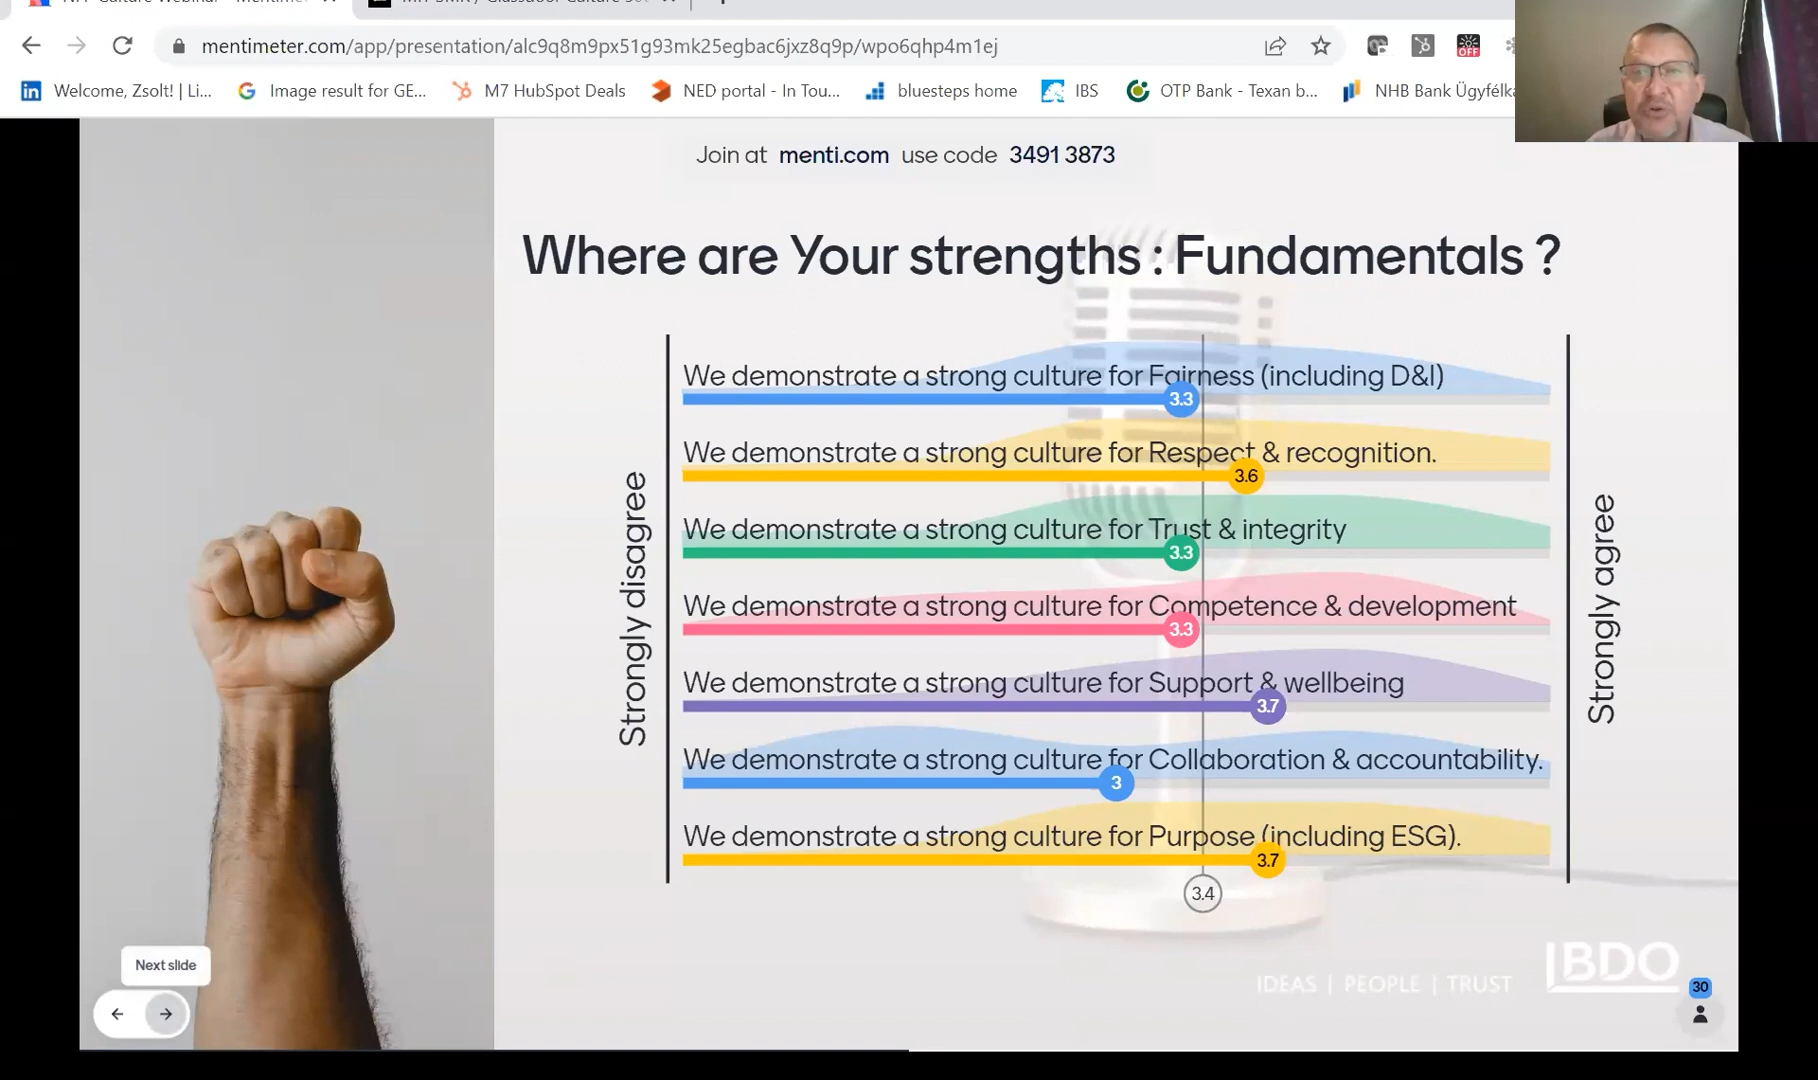 mentimeter.com/app/presentation/alc9q8m9px51g93mk25egbac6jxz8q9p/wpo6qhp4m1ej
OFF
Welcome, Zsolt! | Li...
Image result for GE...
M7 HubSpot Deals
NED portal - In Tou...
bluesteps home
IBS
OTP Bank - Texan b...
NHB Bank Ügyfélka
Join at menti.com use code 3491 3873
Where are Your strengths : Fundamentals ?
Strongly disagree
We demonstrate a strong culture for Fairness (including D&I)
3.3
We demonstrate a strong culture for Respect & recognition.
3.6
We demonstrate a strong culture for Trust & integrity
3.3
We demonstrate a strong culture for Competence & development
3.3
We demonstrate a strong culture for Support & wellbeing
3.7
We demonstrate a strong culture for Collaboration & accountability.
3
We demonstrate a strong culture for Purpose (including ESG).
3.7
3.4
Strongly agree
Next slide
IDEAS | PEOPLE | TRUST
BDO
30